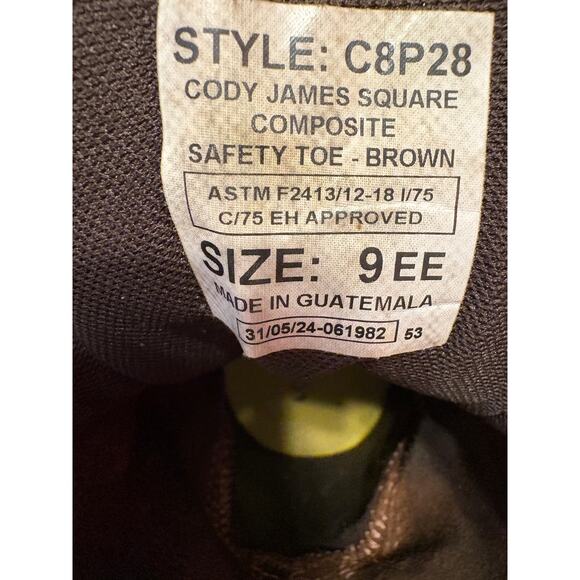 STYLE: C8P28
CODY JAMES SQUARE
COMPOSITE
SAFETY TOE - BROWN
ASTM F2413/12-18 I/75
C/75 EH APPROVED
SIZE: 9 EE
MADE IN GUATEMALA
31/05/24-061982 53